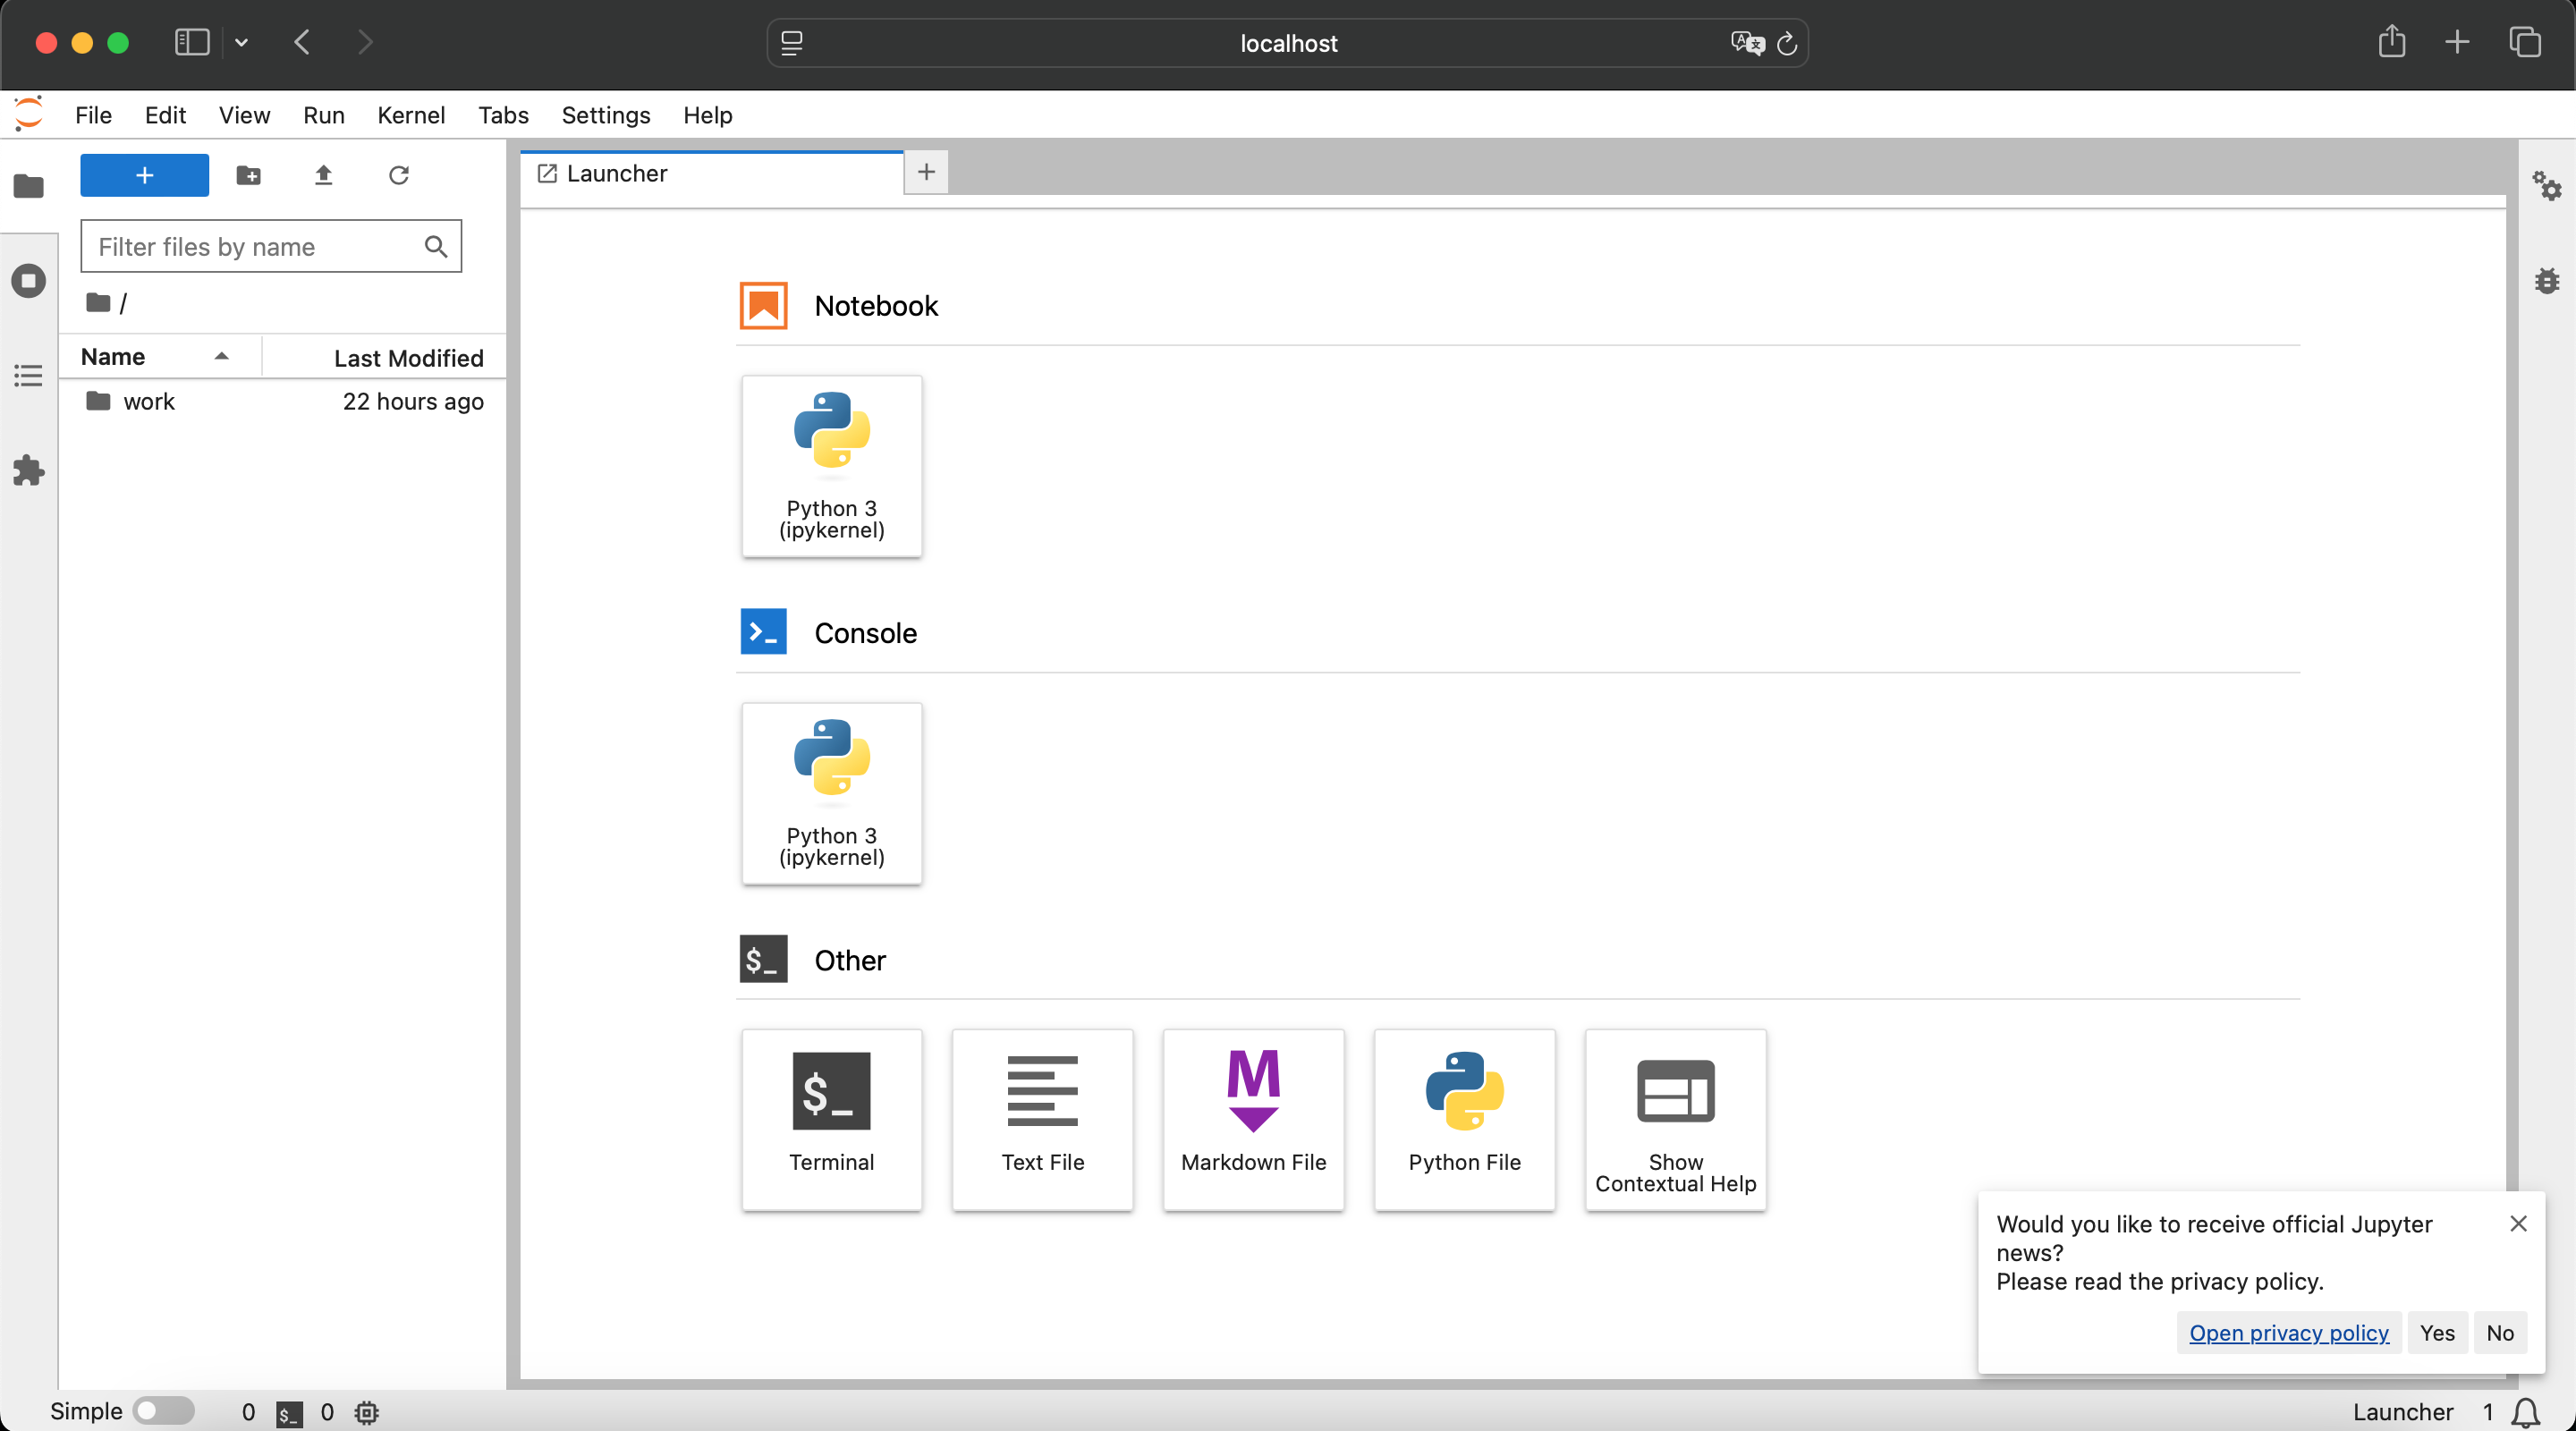 localhost
File Edit View Run Kernel Tabs Settings Help
Launcher
Filter files by name
/
Name Last Modified
work 22 hours ago
Notebook
Python 3
(ipykernel)
Console
Python 3
(ipykernel)
$_ Other
$_
Terminal
Text File
M
Markdown File
Python File
Show
Contextual Help
Would you like to receive official Jupyter
news?
Please read the privacy policy.
Open privacy policy Yes No
Simple 0 $_ 0 Launcher 1